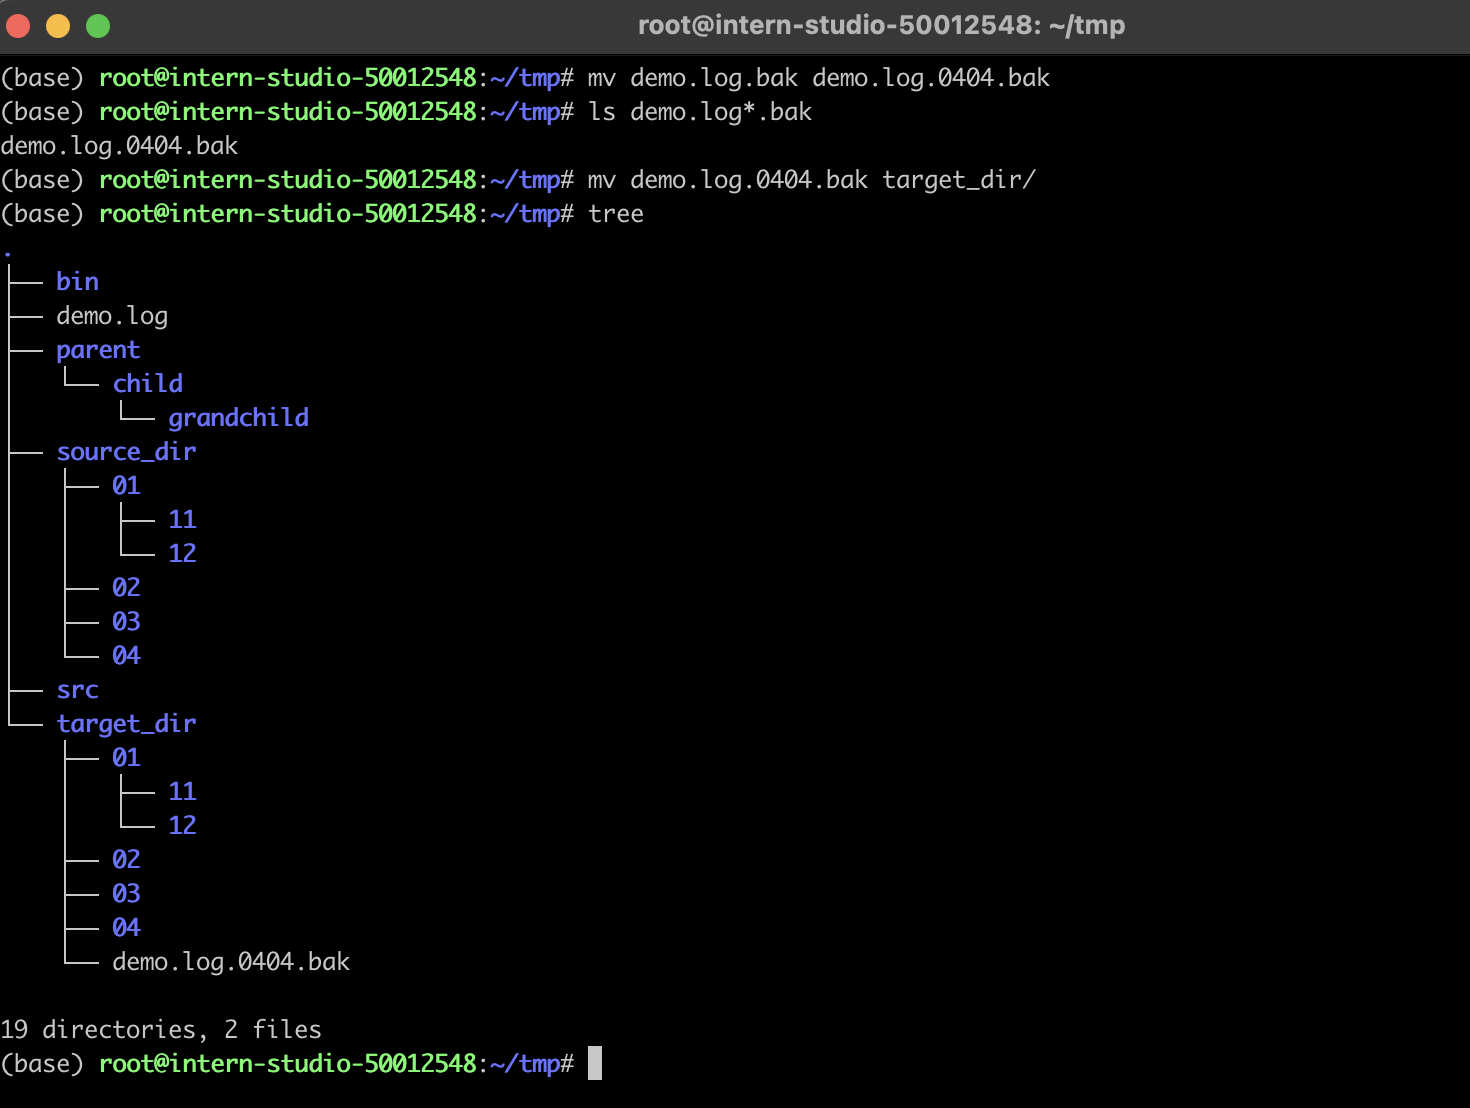 root@intern-studio-50012548: ~/tmp
(base) root@intern-studio-50012548:~/tmp# mv demo.log.bak demo.log.0404.bak
(base) root@intern-studio-50012548:~/tmp# ls demo.log*.bak
demo.log.0404.bak
(base) root@intern-studio-50012548:~/tmp# mv demo.log.0404.bak target_dir/
(base) root@intern-studio-50012548:~/tmp# tree
.
├── bin
├── demo.log
├── parent
│   └── child
│       └── grandchild
├── source_dir
│   ├── 01
│   │   ├── 11
│   │   └── 12
│   ├── 02
│   ├── 03
│   └── 04
├── src
└── target_dir
    ├── 01
    │   ├── 11
    │   └── 12
    ├── 02
    ├── 03
    ├── 04
    └── demo.log.0404.bak
19 directories, 2 files
(base) root@intern-studio-50012548:~/tmp#